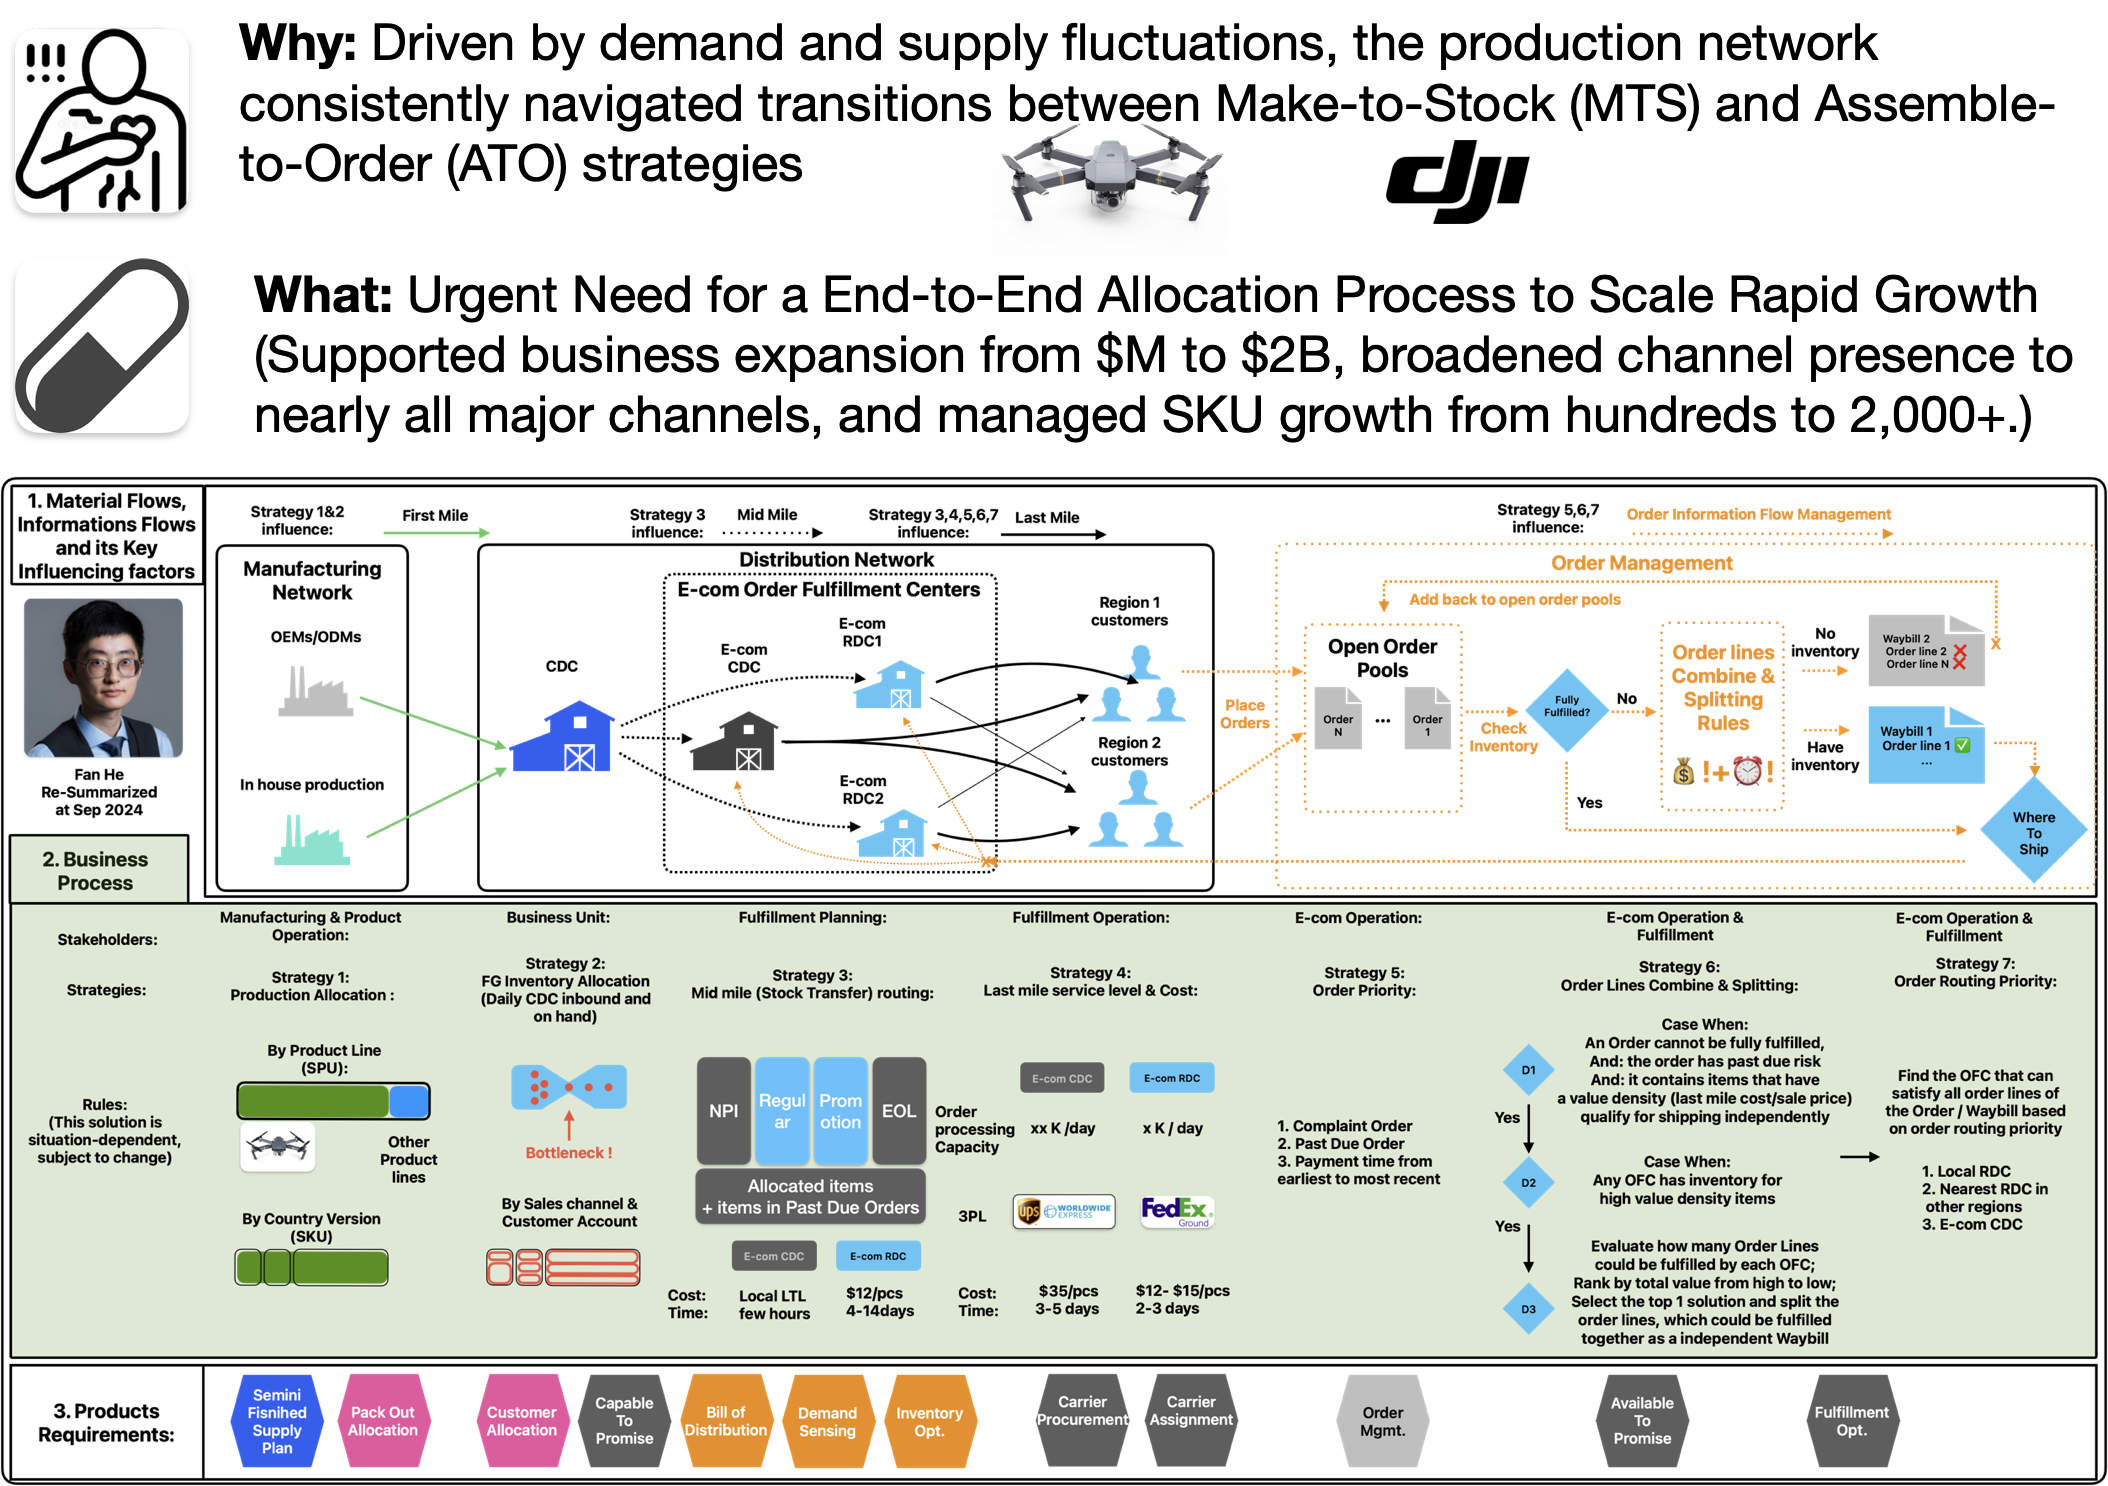 Why: Driven by demand and supply fluctuations, the production network
consistently navigated transitions between Make-to-Stock (MTS) and Assemble-
to-Order (ATO) strategies
dji
What: Urgent Need for a End-to-End Allocation Process to Scale Rapid Growth
(Supported business expansion from $M to $2B, broadened channel presence to
nearly all major channels, and managed SKU growth from hundreds to 2,000+.)
1. Material Flows,
Informations Flows
and its Key
Influencing factors
Fan He
Re-Summarized
at Sep 2024
Strategy 1&2
influence:
First Mile
Strategy 3
influence:
Mid Mile
Strategy 3,4,5,6,7
influence:
Last Mile
Strategy 5,6,7
influence:
Order Information Flow Management
Manufacturing
Network
OEMs/ODMs
In house production
Distribution Network
E-com Order Fulfillment Centers
CDC
E-com
CDC
E-com
RDC1
E-com
RDC2
Region 1
customers
Region 2
customers
Place
Orders
Order Management
Add back to open order pools
Open Order
Pools
Order
N
...
Order
1
Check
Inventory
Fully
Fulfilled?
No
Yes
Order lines
Combine &
Splitting
Rules
!+!
No
inventory
Have
inventory
Waybill 2
Order line 2
Order line N
X
Waybill 1
Order line 1
...
Where
To
Ship
2. Business
Process
Stakeholders:
Strategies:
Rules:
(This solution is
situation-dependent,
subject to change)
Manufacturing & Product
Operation:
Strategy 1:
Production Allocation :
By Product Line
(SPU):
Other
Product
lines
By Country Version
(SKU)
Business Unit:
Strategy 2:
FG Inventory Allocation
(Daily CDC inbound and
on hand)
Bottleneck !
By Sales channel &
Customer Account
Fulfillment Planning:
Strategy 3:
Mid mile (Stock Transfer) routing:
NPI
Regul
ar
Prom
otion
EOL
Allocated items
+ items in Past Due Orders
E-com CDC
E-com RDC
Cost:
Time:
Local LTL
few hours
$12/pcs
4-14days
Fulfillment Operation:
Strategy 4:
Last mile service level & Cost:
E-com CDC
E-com RDC
Order
processing
Capacity
xx K /day
x K / day
3PL
ups
WORLDWIDE
EXPRESS
FedEx
Ground
Cost:
Time:
$35/pcs
3-5 days
$12- $15/pcs
2-3 days
E-com Operation:
Strategy 5:
Order Priority:
1. Complaint Order
2. Past Due Order
3. Payment time from
earliest to most recent
E-com Operation &
Fulfillment
Strategy 6:
Order Lines Combine & Splitting:
D1
Case When:
An Order cannot be fully fulfilled,
And: the order has past due risk
And: it contains items that have
a value density (last mile cost/sale price)
qualify for shipping independently
Yes
D2
Case When:
Any OFC has inventory for
high value density items
Yes
D3
Evaluate how many Order Lines
could be fulfilled by each OFC;
Rank by total value from high to low;
Select the top 1 solution and split the
order lines, which could be fulfilled
together as a independent Waybill
E-com Operation &
Fulfillment
Strategy 7:
Order Routing Priority:
Find the OFC that can
satisfy all order lines of
the Order / Waybill based
on order routing priority
1. Local RDC
2. Nearest RDC in
other regions
3. E-com CDC
3. Products
Requirements:
Semini
Fisnihed
Supply
Plan
Pack Out
Allocation
Customer
Allocation
Capable
To
Promise
Bill of
Distribution
Demand
Sensing
Inventory
Opt.
Carrier
Procurement
Carrier
Assignment
Order
Mgmt.
Available
To
Promise
Fulfillment
Opt.